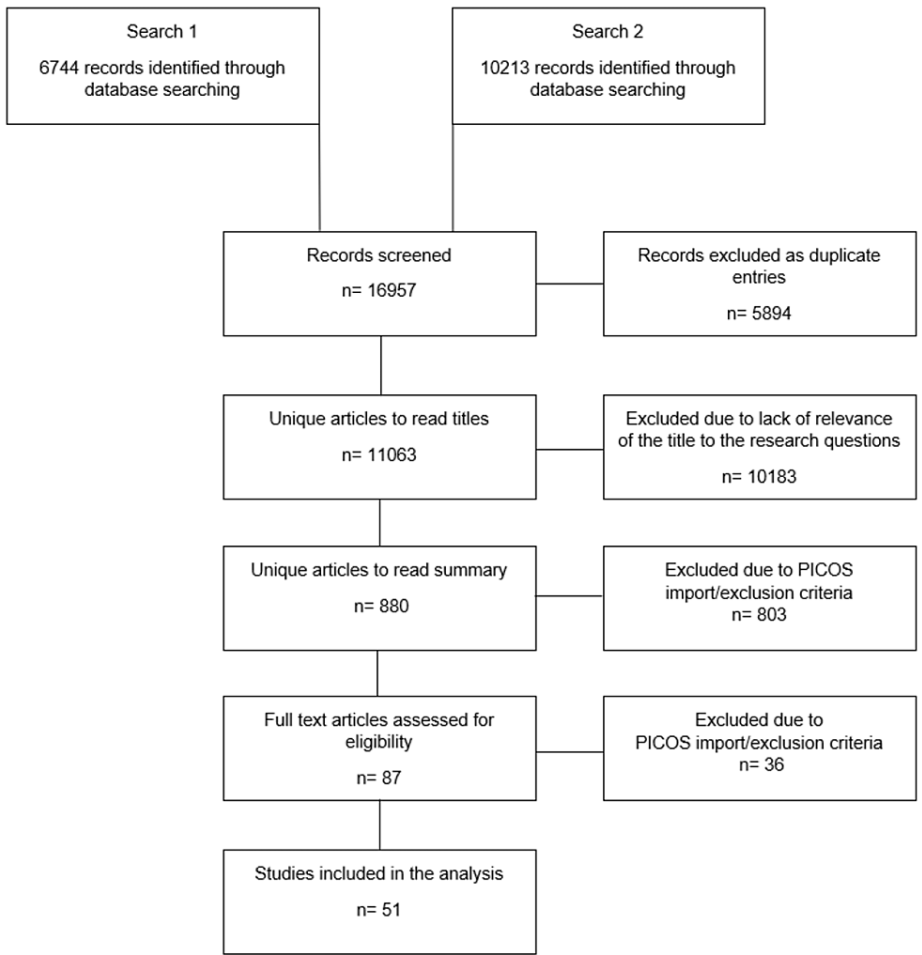 Search 1
6744 records identified through
database searching
Search 2
10213 records identified through
database searching
Records screened
n= 16957
Records excluded as duplicate
entries
n= 5894
Unique articles to read titles
n= 11063
Excluded due to lack of relevance
of the title to the research questions
n= 10183
Unique articles to read summary
n= 880
Excluded due to PICOS
import/exclusion criteria
n= 803
Full text articles assessed for
eligibility
n= 87
Excluded due to
PICOS import/exclusion criteria
n= 36
Studies included in the analysis
n= 51